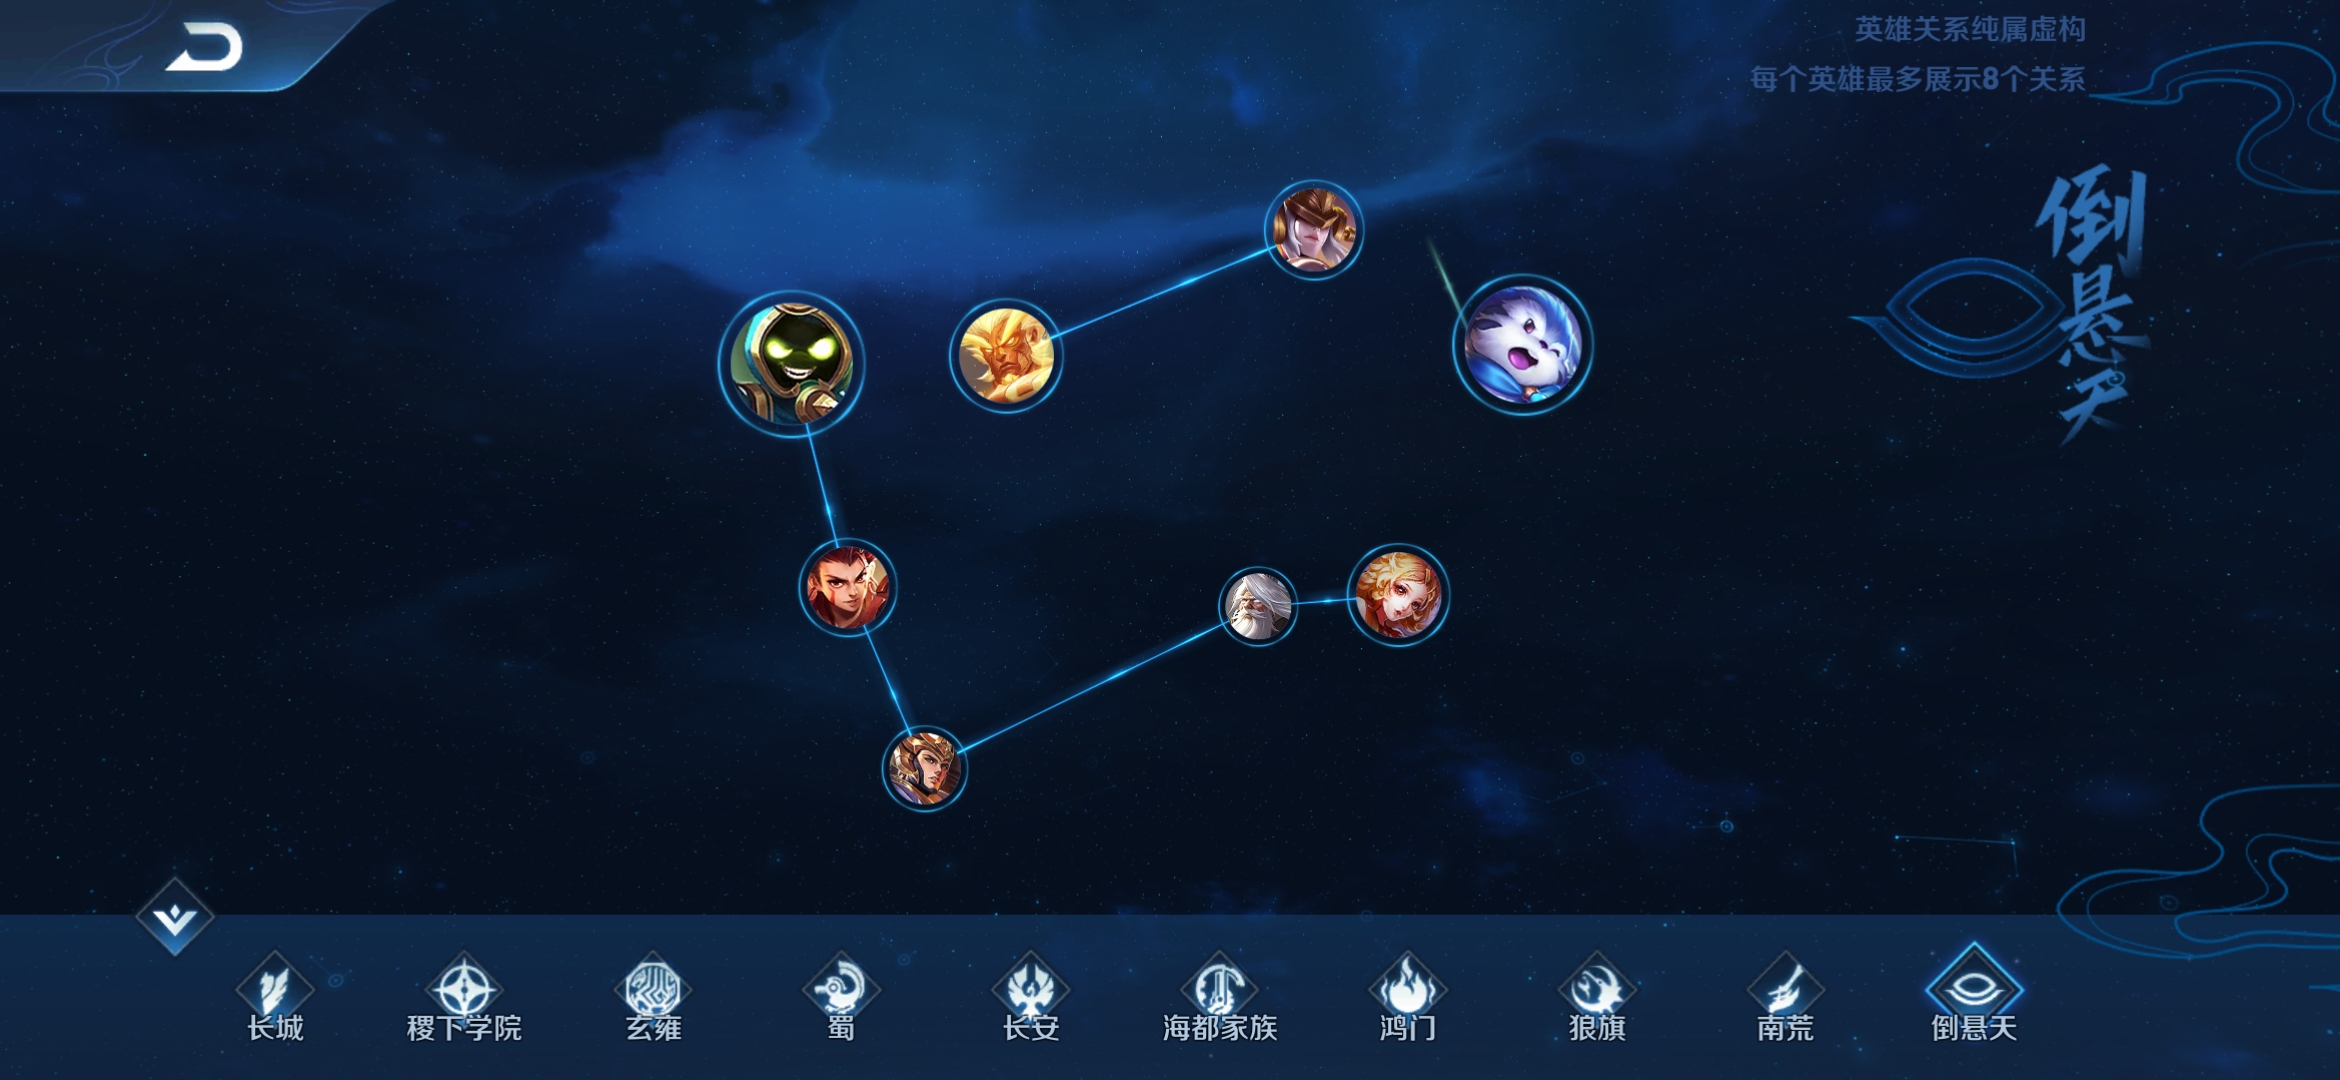 英雄关系纯属虚构
每个英雄最多展示8个关系
倒悬天
长城
稷下学院
玄雍
蜀
长安
海都家族
鸿门
狼旗
南荒
倒悬天